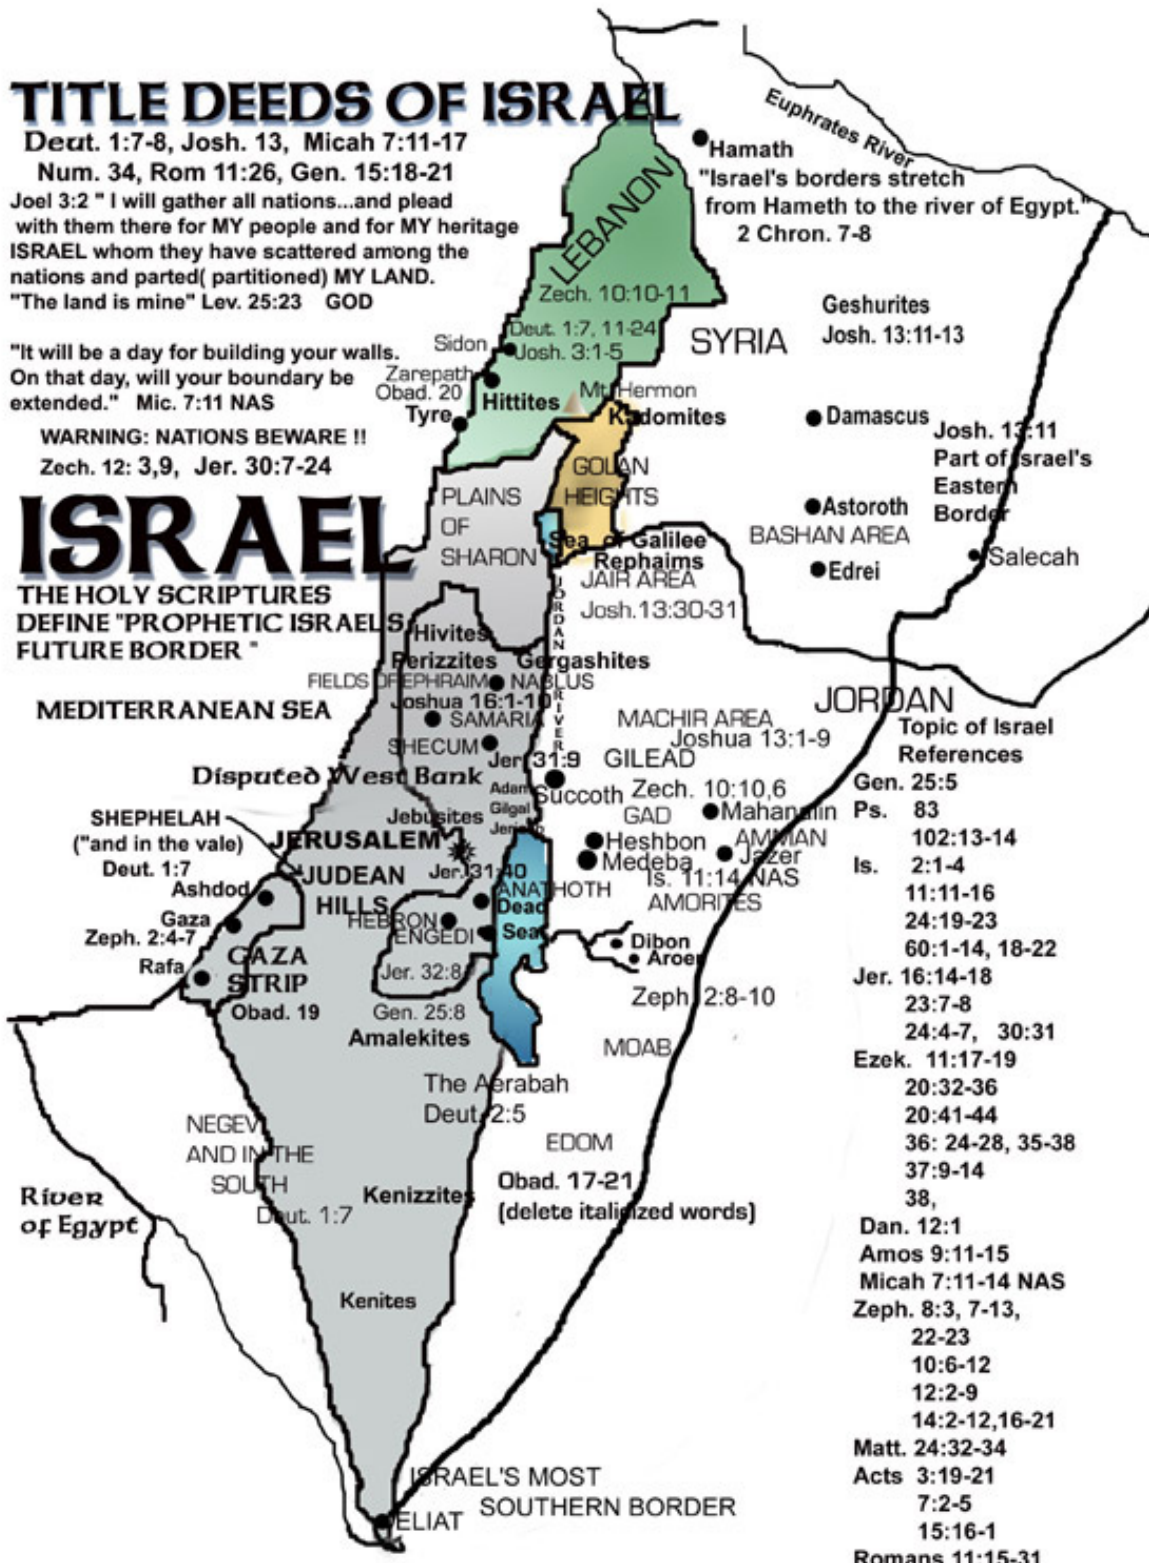 TITLE DEEDS OF ISRAEL
Deut. 1:7-8, Josh. 13, Micah 7:11-17
Num. 34, Rom 11:26, Gen. 15:18-21
Joel 3:2 " I will gather all nations...and plead
with them there for MY people and for MY heritage
ISRAEL whom they have scattered among the
nations and parted( partitioned) MY LAND.
"The land is mine" Lev. 25:23 GOD
"It will be a day for building your walls.
On that day, will your boundary be
extended." Mic. 7:11 NAS
WARNING: NATIONS BEWARE !!
Zech. 12: 3,9, Jer. 30:7-24
ISRAEL
THE HOLY SCRIPTURES
DEFINE "PROPHETIC ISRAELS
FUTURE BORDER "
MEDITERRANEAN SEA
Euphrates River
Hamath
"Israel's borders stretch
from Hameth to the river of Egypt."
2 Chron. 7-8
LEBANON
Zech. 10:10-11
Deut. 1:7, 11-24
Josh. 3:1-5
Sidon
Zarepath
Obad. 20
Tyre
Hittites
Mt. Hermon
Kadomites
SYRIA
Geshurites
Josh. 13:11-13
Damascus
Josh. 13:11
Part of Israel's
Eastern
Border
Astoroth
BASHAN AREA
Edrei
Salecah
GOLAN
HEIGHTS
PLAINS
OF
SHARON
Sea of Galilee
Rephaims
JAIR AREA
Josh.13:30-31
JORDAN RIVER
Hivites
Perizzites
Gergashites
FIELDS OF EPHRAIM
NABLUS
Joshua 16:1-10
SAMARIA
SHECUM
Jer. 31:9
Disputed West Bank
Adam
Gilgal
Jericho
Succoth
JORDAN
MACHIR AREA
Joshua 13:1-9
GILEAD
Zech. 10:10,6
GAD
Mahanaiin
Heshbon
AMMAN
Medeba
Jazer
Is. 11:14 NAS
AMORITES
SHEPHELAH
("and in the vale)
Deut. 1:7
Jebusites
JERUSALEM
Jer. 31:40
JUDEAN
HILLS
ANATHOTH
Dead
Sea
HEBRON
ENGEDI
Jer. 32:8
Ashdod
Gaza
Zeph. 2:4-7
Rafa
GAZA
STRIP
Obad. 19
Gen. 25:8
Amalekites
Dibon
Aroer
Zeph. 2:8-10
MOAB
The Aerabah
Deut. 2:5
EDOM
Obad. 17-21
(delete italicized words)
NEGEV
AND IN THE
SOUTH
Deut. 1:7
River
of Egypt
Kenizzites
Kenites
ISRAEL'S MOST
SOUTHERN BORDER
ELIAT
Topic of Israel
References
Gen. 25:5
Ps. 83
102:13-14
Is. 2:1-4
11:11-16
24:19-23
60:1-14, 18-22
Jer. 16:14-18
23:7-8
24:4-7, 30:31
Ezek. 11:17-19
20:32-36
20:41-44
36: 24-28, 35-38
37:9-14
38,
Dan. 12:1
Amos 9:11-15
Micah 7:11-14 NAS
Zeph. 8:3, 7-13,
22-23
10:6-12
12:2-9
14:2-12,16-21
Matt. 24:32-34
Acts 3:19-21
7:2-5
15:16-1
Romans 11:15-31